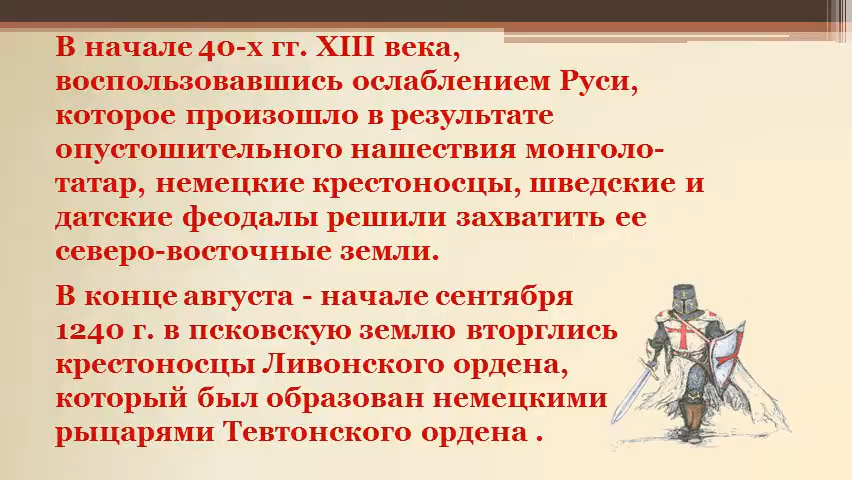 В начале 40-х гг. XIII века,
воспользовавшись ослаблением Руси,
которое произошло в результате
опустошительного нашествия монголо-
татар, немецкие крестоносцы, шведские и
датские феодалы решили захватить ее
северо-восточные земли.
В конце августа - начале сентября
1240 г. в псковскую землю вторглись
крестоносцы Ливонского ордена,
который был образован немецкими
рыцарями Тевтонского ордена .